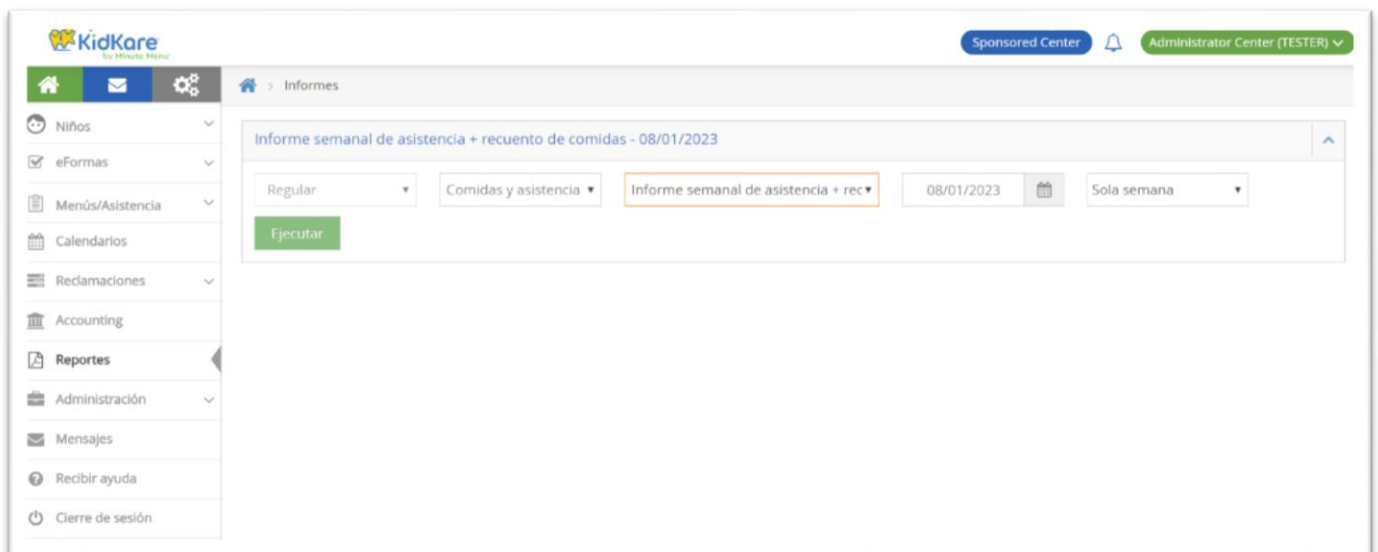 KidKare
by Minute Menu
Sponsored Center
Administrator Center (TESTER)
> Informes
Niños
eFormas
Menús/Asistencia
Calendarios
Reclamaciones
Accounting
Reportes
Administración
Mensajes
Recibir ayuda
Cierre de sesión
Informe semanal de asistencia + recuento de comidas - 08/01/2023
Regular
Comidas y asistencia
Informe semanal de asistencia + rec
08/01/2023
Sola semana
Ejecutar